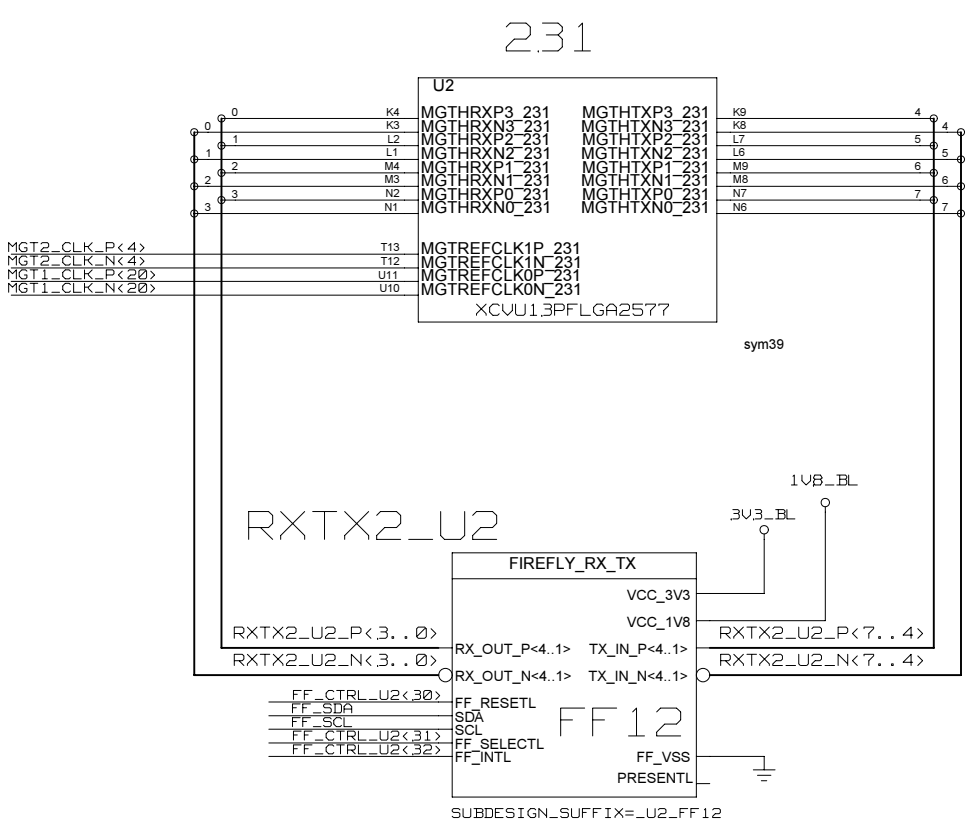 231
U2
0 K4 MGTHRXP3_231 MGTHTXP3_231 K9 4
0 K3 MGTHRXN3_231 MGTHTXN3_231 K8 4
1 L2 MGTHRXP2_231 MGTHTXP2_231 L7 5
1 L1 MGTHRXN2_231 MGTHTXN2_231 L6 5
2 M4 MGTHRXP1_231 MGTHTXP1_231 M9 6
2 M3 MGTHRXN1_231 MGTHTXN1_231 M8 6
3 N2 MGTHRXP0_231 MGTHTXP0_231 N7 7
3 N1 MGTHRXN0_231 MGTHTXN0_231 N6 7
MGT2_CLK_P<4> T13 MGTREFCLK1P_231
MGT2_CLK_N<4> T12 MGTREFCLK1N_231
MGT1_CLK_P<20> U11 MGTREFCLK0P_231
MGT1_CLK_N<20> U10 MGTREFCLK0N_231
XCVU13PFLGA2577
sym39
1V8_BL
3V3_BL
RXTX2_U2
FIREFLY_RX_TX
VCC_3V3
VCC_1V8
RXTX2_U2_P<3..0> RXTX2_U2_P<7..4>
RX_OUT_P<4..1> TX_IN_P<4..1>
RXTX2_U2_N<3..0> RXTX2_U2_N<7..4>
RX_OUT_N<4..1> TX_IN_N<4..1>
FF_CTRL_U2<30> FF_RESETL
FF_SDA SDA
FF_SCL SCL
FF_CTRL_U2<31> FF_SELECTL
FF_CTRL_U2<32> FF_INTL
FF12
FF_VSS
PRESENTL
SUBDESIGN_SUFFIX=_U2_FF12